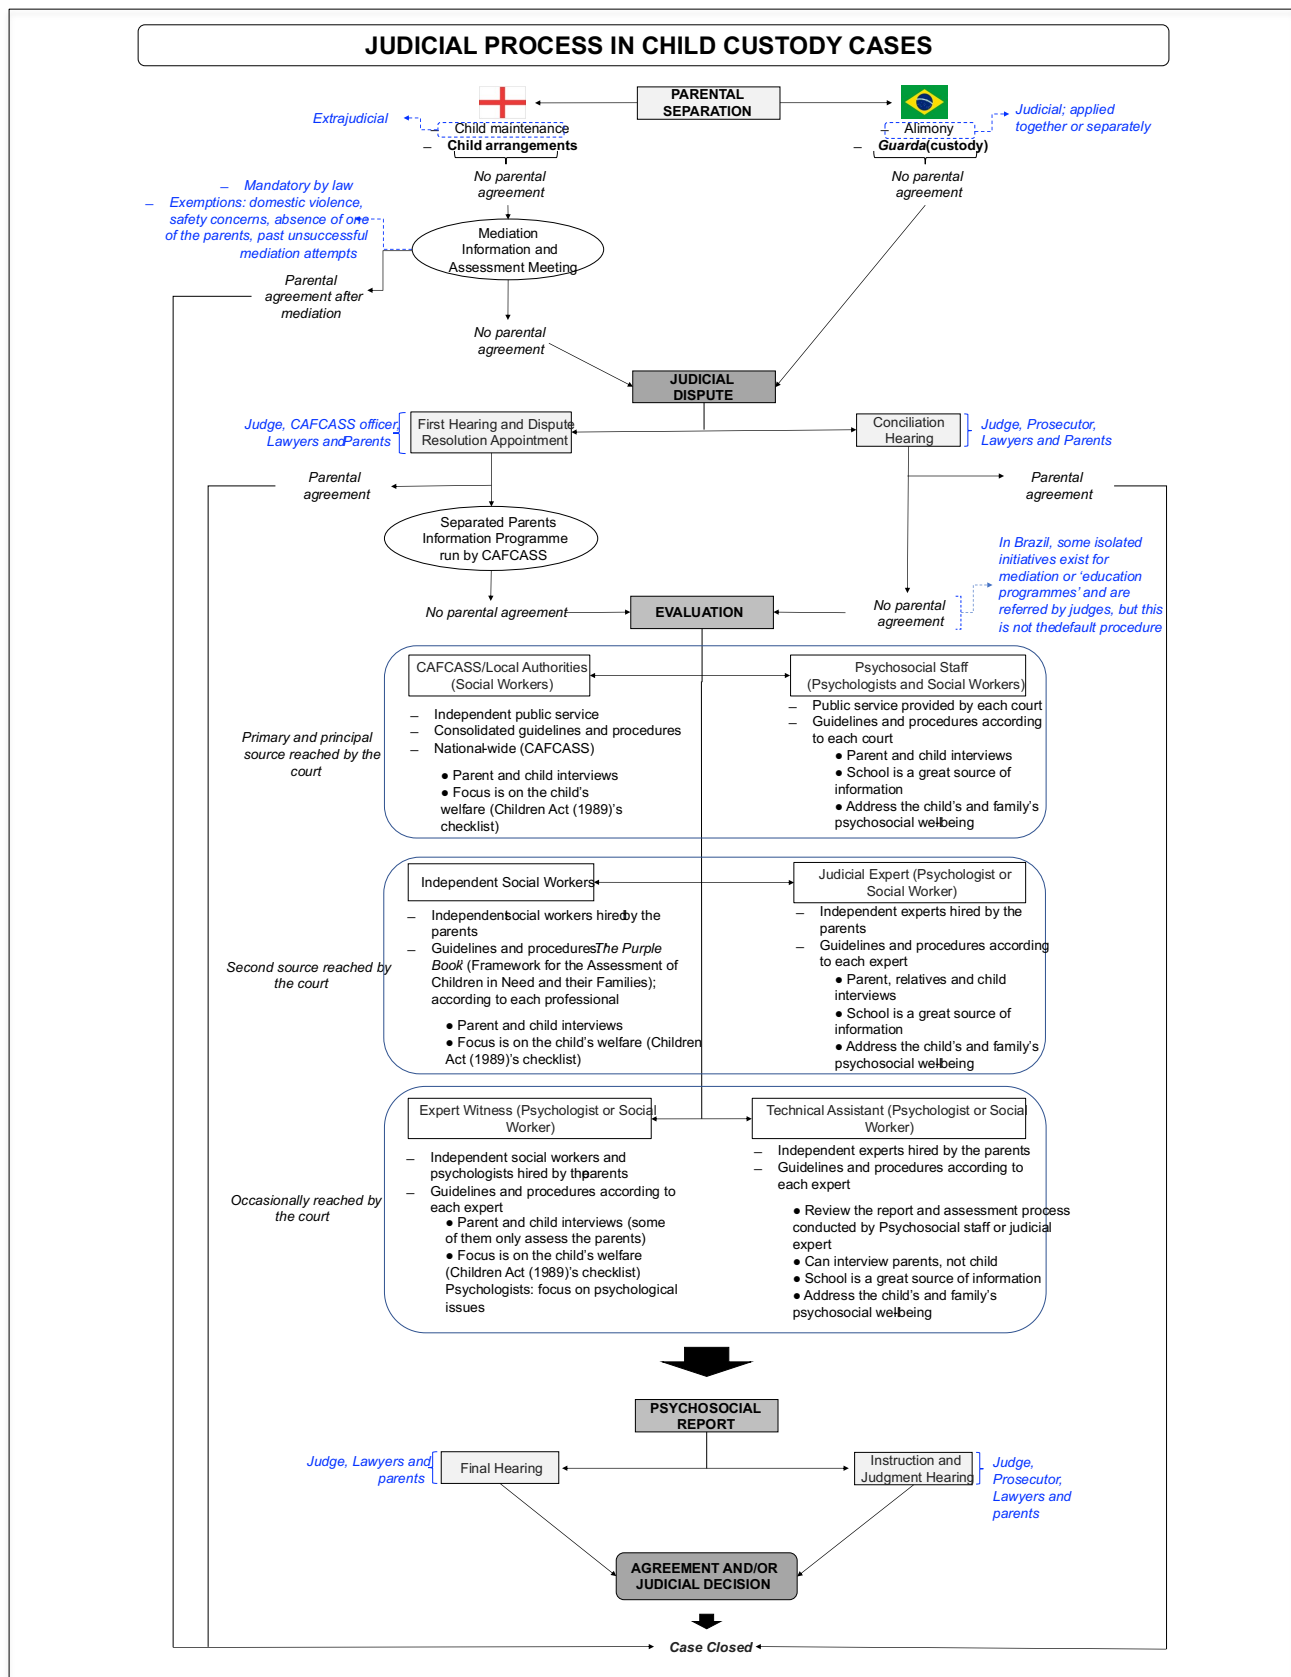 JUDICIAL PROCESS IN CHILD CUSTODY CASES
PARENTAL
SEPARATION
Extrajudicial
– Child maintenance
– Child arrangements
– Alimony
– Guarda(custody)
Judicial; applied
together or separately
No parental
agreement
No parental
agreement
– Mandatory by law
– Exemptions: domestic violence,
safety concerns, absence of one
of the parents, past unsuccessful
mediation attempts
Mediation
Information and
Assessment Meeting
Parental
agreement after
mediation
No parental
agreement
JUDICIAL
DISPUTE
Judge, CAFCASS officer,
Lawyers and Parents
First Hearing and Dispute
Resolution Appointment
Conciliation
Hearing
Judge, Prosecutor,
Lawyers and Parents
Parental
agreement
Parental
agreement
Separated Parents
Information Programme
run by CAFCASS
In Brazil, some isolated
initiatives exist for
mediation or ‘education
programmes’ and are
referred by judges, but this
is not thedefault procedure
No parental agreement
EVALUATION
No parental
agreement
Primary and principal
source reached by the
court
CAFCASS/Local Authorities
(Social Workers)
– Independent public service
– Consolidated guidelines and procedures
– National-wide (CAFCASS)
● Parent and child interviews
● Focus is on the child’s
welfare (Children Act (1989)’s
checklist)
Psychosocial Staff
(Psychologists and Social Workers)
– Public service provided by each court
– Guidelines and procedures according
to each court
● Parent and child interviews
● School is a great source of
information
● Address the child’s and family’s
psychosocial well-being
Second source reached by
the court
Independent Social Workers
– Independent social workers hired by the
parents
– Guidelines and procedures ‘The Purple
Book’ (Framework for the Assessment of
Children in Need and their Families);
according to each professional
● Parent and child interviews
● Focus is on the child’s welfare (Children
Act (1989)’s checklist)
Judicial Expert (Psychologist or
Social Worker)
– Independent experts hired by the
parents
– Guidelines and procedures according
to each expert
● Parent, relatives and child
interviews
● School is a great source of
information
● Address the child’s and family’s
psychosocial well-being
Occasionally reached by
the court
Expert Witness (Psychologist or Social
Worker)
– Independent social workers and
psychologists hired by the parents
– Guidelines and procedures according to
each expert
● Parent and child interviews (some
of them only assess the parents)
● Focus is on the child’s welfare
(Children Act (1989)’s checklist)
Psychologists: focus on psychological
issues
Technical Assistant (Psychologist or Social
Worker)
– Independent experts hired by the parents
– Guidelines and procedures according to
each expert
● Review the report and assessment process
conducted by Psychosocial staff or judicial
expert
● Can interview parents, not child
● School is a great source of information
● Address the child’s and family’s
psychosocial well-being
PSYCHOSOCIAL
REPORT
Judge, Lawyers and
parents
Final Hearing
Instruction and
Judgment Hearing
Judge,
Prosecutor,
Lawyers and
parents
AGREEMENT AND/OR
JUDICIAL DECISION
Case Closed